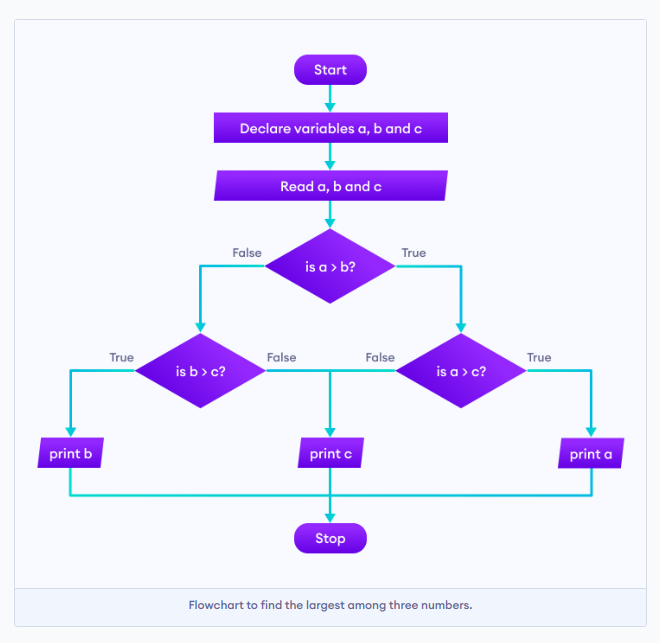 Start
Declare variables a, b and c
Read a, b and c
False
True
is a > b?
True
False
False
True
is b > c?
is a > c?
print b
print c
print a
Stop
Flowchart to find the largest among three numbers.